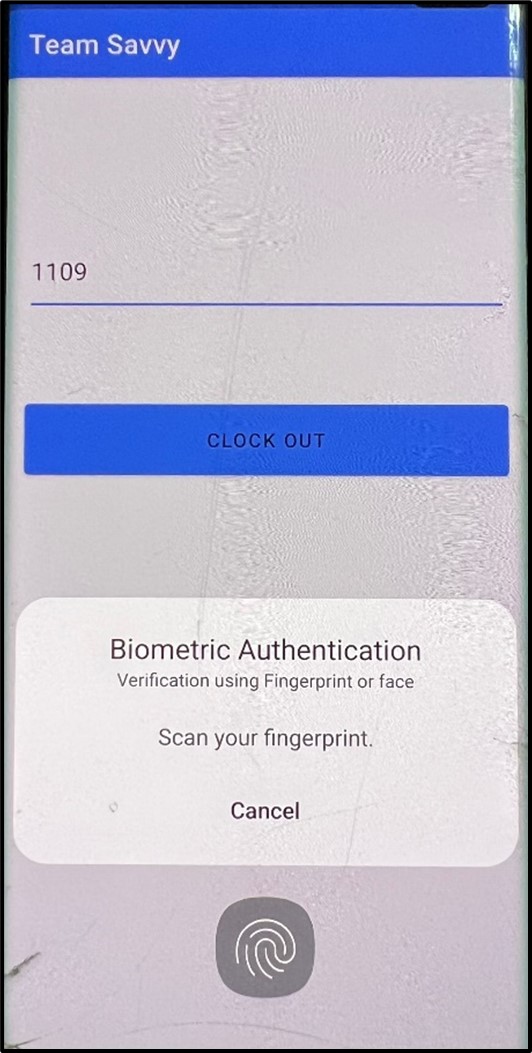 Team Savvy
1109
CLOCK OUT
Biometric Authentication
Verification using Fingerprint or face
Scan your fingerprint.
Cancel